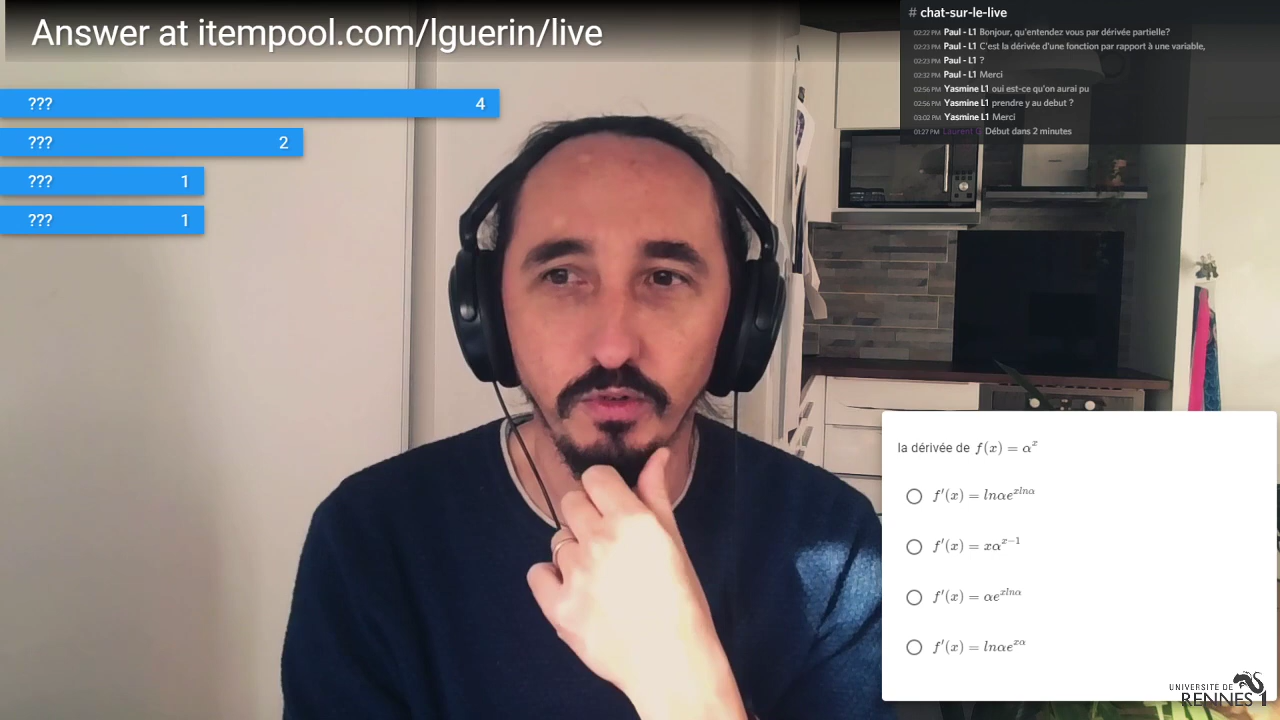 Answer at itempool.com/lguerin/live
??? 4
??? 2
??? 1
??? 1
# chat-sur-le-live
02:22 PM Paul - L1 Bonjour, qu'entendez vous par dérivée partielle?
02:23 PM Paul - L1 C'est la dérivée d'une fonction par rapport à une variable,
02:23 PM Paul - L1 ?
02:32 PM Paul - L1 Merci
02:56 PM Yasmine L1 oui est-ce qu'on aurai pu
02:56 PM Yasmine L1 prendre y au debut ?
03:02 PM Yasmine L1 Merci
01:27 PM Laurent G Début dans 2 minutes
la dérivée de f(x) = α^x
f′(x) = lnαe^{xlnα}
f′(x) = xα^{x−1}
f′(x) = αe^{xlnα}
f′(x) = lnαe^{xα}
UNIVERSITE DE
RENNES 1